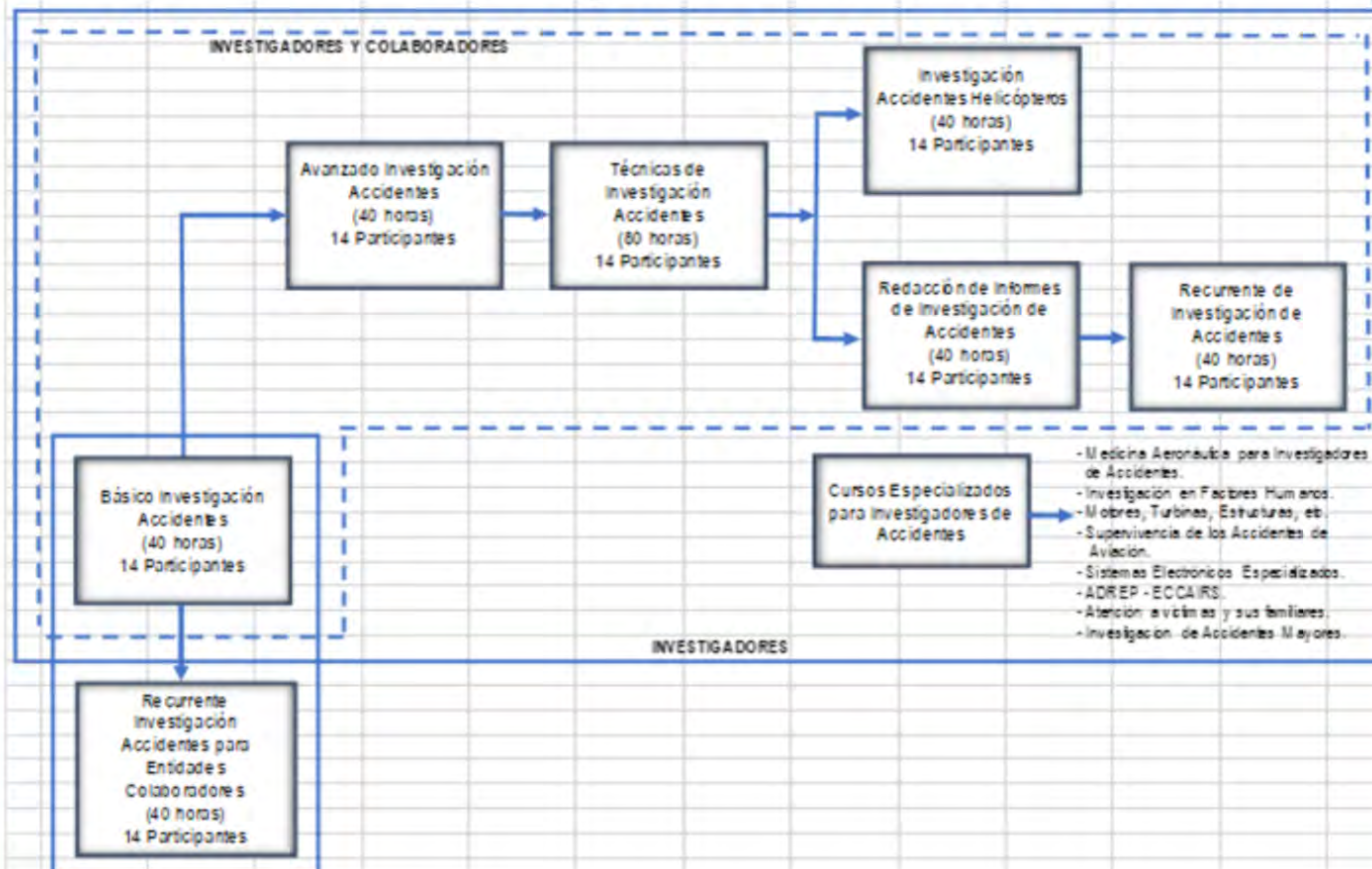 INVESTIGADORES Y COLABORADORES
Investigación
Accidentes Helicópteros
(40 horas)
14 Participantes
Avanzado Investigación
Accidentes
(40 horas)
14 Participantes
Técnicas de
Investigación
Accidentes
(80 horas)
14 Participantes
Redacción de Informes
de Investigación de
Accidentes
(40 horas)
14 Participantes
Recurrente de
Investigación de
Accidentes
(40 horas)
14 Participantes
Básico Investigación
Accidentes
(40 horas)
14 Participantes
Cursos Especializados
para Investigadores de
Accidentes
- Medicina Aeronáutica para Investigadores
de Accidentes.
- Investigación en Factores Humanos.
- Motores, Turbinas, Estructuras, etc.
- Supervivencia de los Accidentes de
Aviación.
- Sistemas Electrónicos Especializados.
- ADREP - ECCAIRS.
- Atención a victimas y sus familiares.
- Investigacion de Accidentes Mayores.
INVESTIGADORES
Recurrente
Investigación
Accidentes para
Entidades
Colaboradores
(40 horas)
14 Participantes